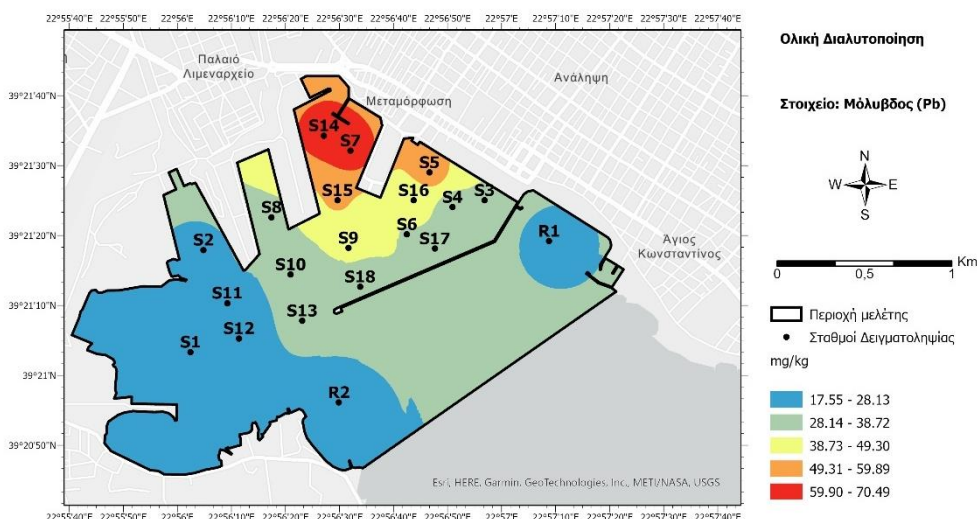 22°55'40"E 22°55'50"E 22°56'E 22°56'10"E 22°56'20"E 22°56'30"E 22°56'40"E 22°56'50"E 22°57'E 22°57'10"E 22°57'20"E 22°57'30"E 22°57'40"E
Ολική Διαλυτοποίηση
Στοιχείο: Μόλυβδος (Pb)
N
W E
S
0 0,5 1 Km
Περιοχή μελέτης
Σταθμοί Δειγματοληψίας
mg/kg
17.55 - 28.13
28.14 - 38.72
38.73 - 49.30
49.31 - 59.89
59.90 - 70.49
Παλαιό
Λιμεναρχείο
Ανάληψη
39°21'40"N
Μεταμόρφωση
S14
S7
39°21'30"N
S5
S15
S16
S4
S3
S8
39°21'20"N
S2
S9
S6
S17
R1
Άγιος
Κωνσταντίνος
S10
S18
39°21'10"N
S11
S13
S12
S1
39°21'N
R2
39°20'50"N
Esri, HERE, Garmin, GeoTechnologies, Inc., METI/NASA, USGS
22°55'40"E 22°55'50"E 22°56'E 22°56'10"E 22°56'20"E 22°56'30"E 22°56'40"E 22°56'50"E 22°57'E 22°57'10"E 22°57'20"E 22°57'30"E 22°57'40"E